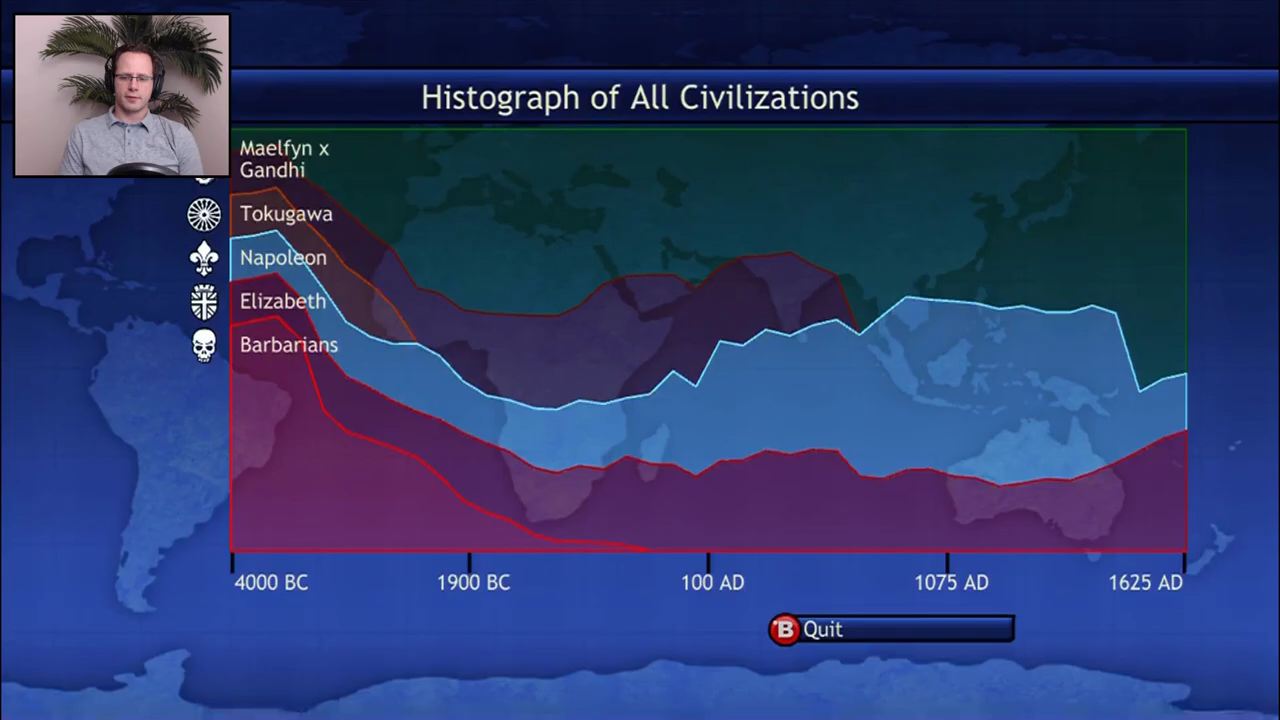 Histograph of All Civilizations
Maelfyn x
Gandhi
Tokugawa
Napoleon
Elizabeth
Barbarians
4000 BC
1900 BC
100 AD
1075 AD
1625 AD
B Quit